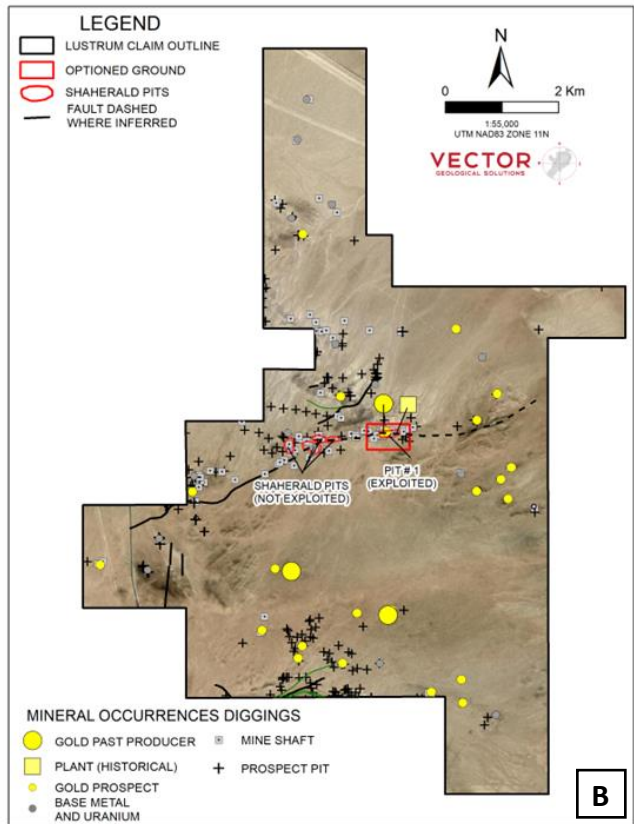 LEGEND
LUSTRUM CLAIM OUTLINE
OPTIONED GROUND
SHAHERALD PITS
FAULT DASHED
WHERE INFERRED
N
0 2 Km
1:55,000
UTM NAD83 ZONE 11N
VECTOR
GEOLOGICAL SOLUTIONS
SHAHERALD PITS
(NOT EXPLOITED)
PIT # 1
(EXPLOITED)
MINERAL OCCURRENCES DIGGINGS
GOLD PAST PRODUCER
MINE SHAFT
PLANT (HISTORICAL)
PROSPECT PIT
GOLD PROSPECT
BASE METAL
AND URANIUM
B